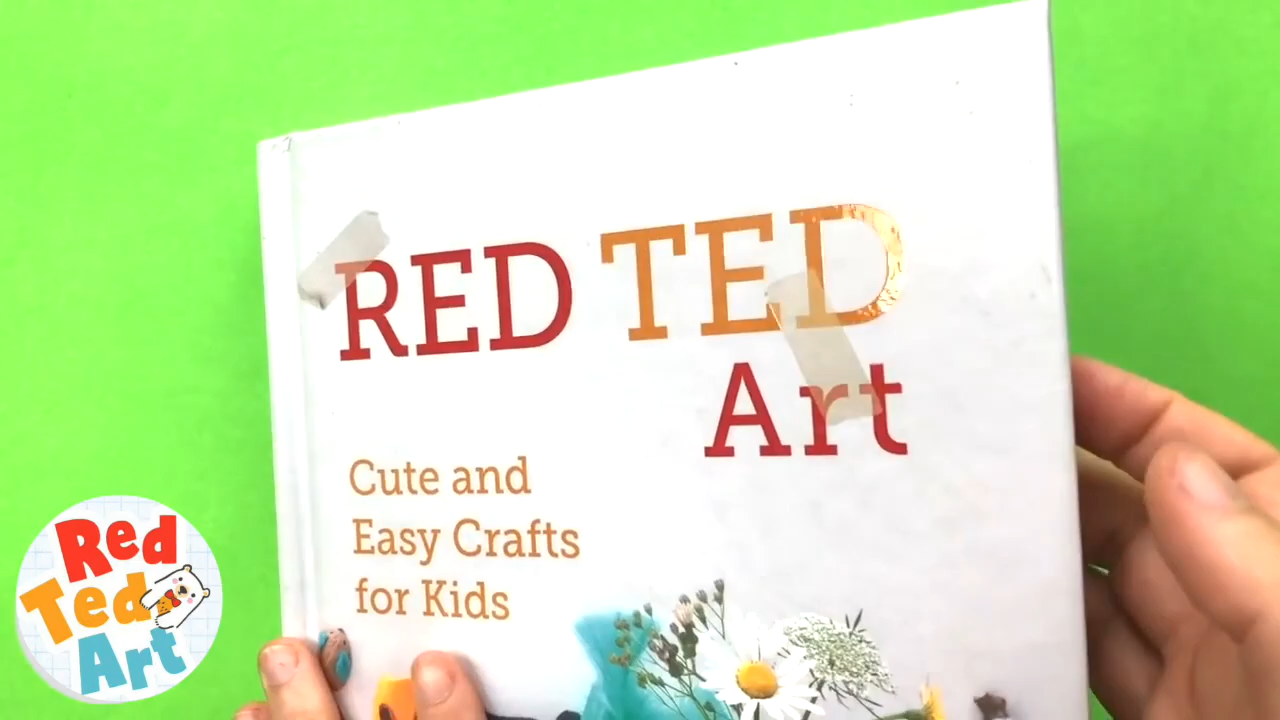 RED TED
Art
Cute and
Easy Crafts
for Kids
Red
Ted
Art